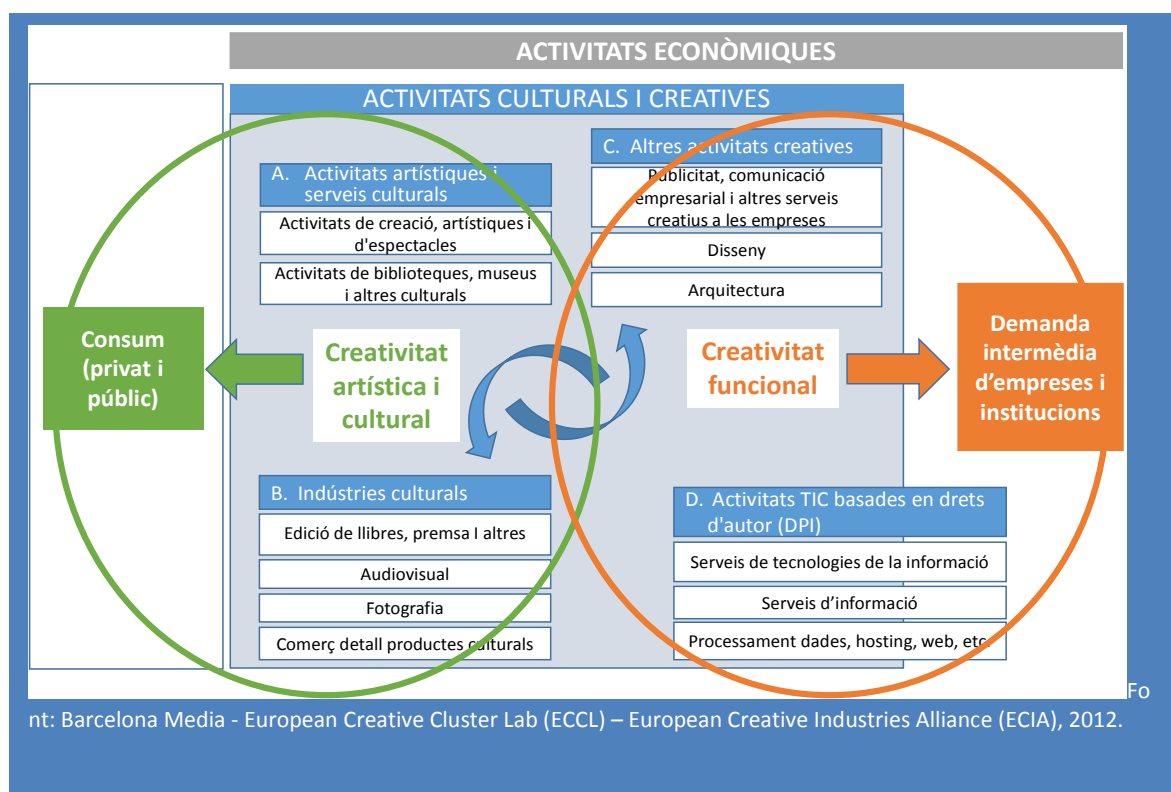 ACTIVITATS ECONÒMIQUES
ACTIVITATS CULTURALS I CREATIVES
A. Activitats artístiques i
serveis culturals
Activitats de creació, artístiques i
d'espectacles
Activitats de biblioteques, museus
i altres culturals
C. Altres activitats creatives
Publicitat, comunicació
empresarial i altres serveis
creatius a les empreses
Disseny
Arquitectura
Consum
(privat i
públic)
Creativitat
artística i
cultural
Creativitat
funcional
Demanda
intermèdia
d’empreses i
institucions
B. Indústries culturals
Edició de llibres, premsa I altres
Audiovisual
Fotografia
Comerç detall productes culturals
D. Activitats TIC basades en drets
d'autor (DPI)
Serveis de tecnologies de la informació
Serveis d’informació
Processament dades, hosting, web, etc.
Fo
nt: Barcelona Media - European Creative Cluster Lab (ECCL) – European Creative Industries Alliance (ECIA), 2012.